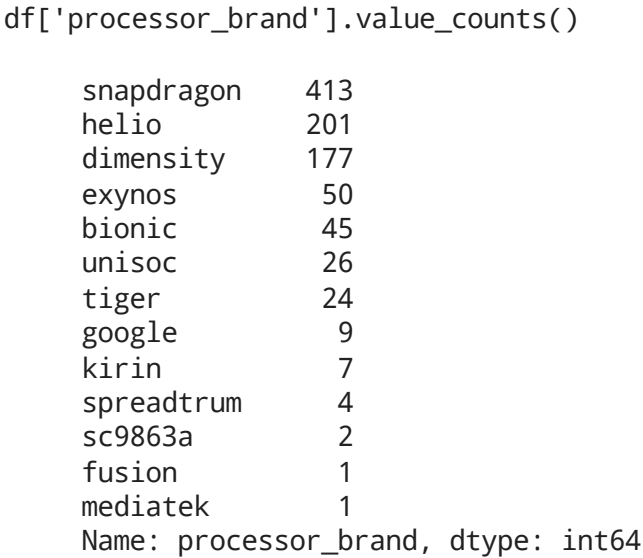 df['processor_brand'].value_counts()
snapdragon 413
helio 201
dimensity 177
exynos 50
bionic 45
unisoc 26
tiger 24
google 9
kirin 7
spreadtrum 4
sc9863a 2
fusion 1
mediatek 1
Name: processor_brand, dtype: int64